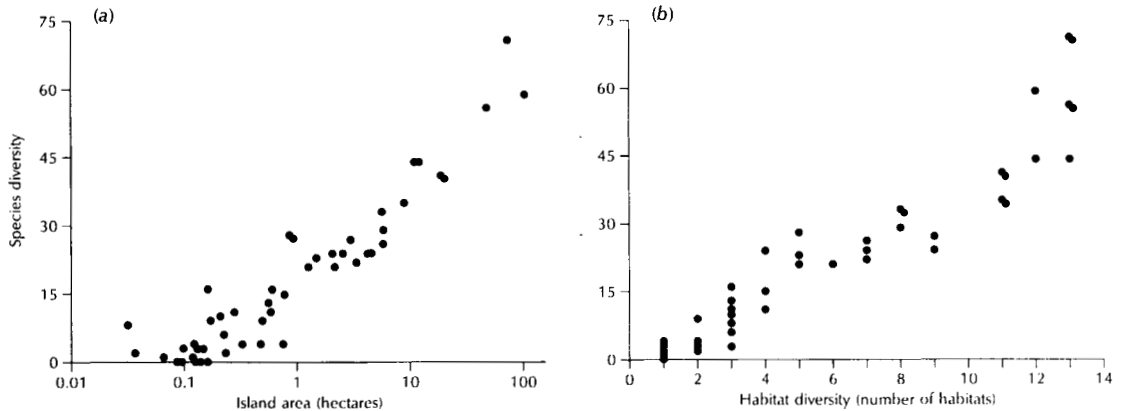 (a)
75
60
45
30
15
0
Species diversity
0.01 0.1 1 10 100
Island area (hectares)
(b)
75
60
45
30
15
0
0 2 4 6 8 10 12 14
Habitat diversity (number of habitats)